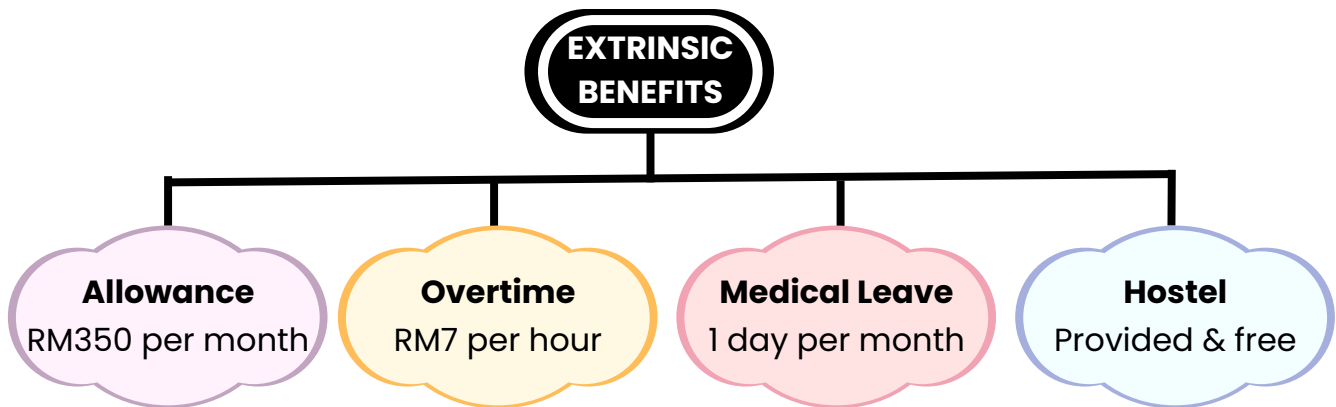 EXTRINSIC
BENEFITS
Allowance
RM350 per month
Overtime
RM7 per hour
Medical Leave
1 day per month
Hostel
Provided & free